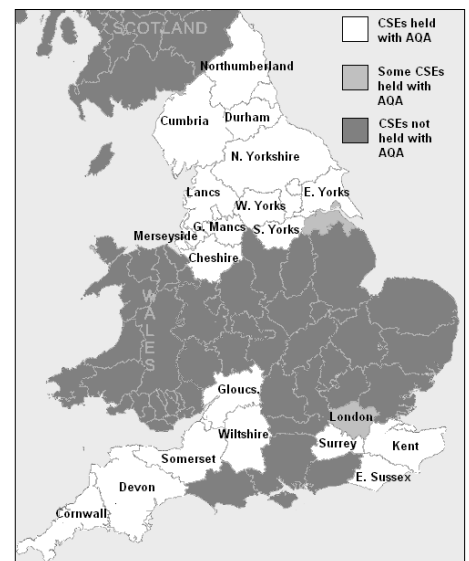 SCOTLAND
CSEs held
with AQA
Some CSEs
held with
AQA
CSEs not
held with
AQA
Northumberland
Cumbria
Durham
N. Yorkshire
Lancs
E. Yorks
W. Yorks
G. Mancs
S. Yorks
Merseyside
Cheshire
WALES
Gloucs.
London
Wiltshire
Surrey
Kent
Somerset
E. Sussex
Devon
Cornwall